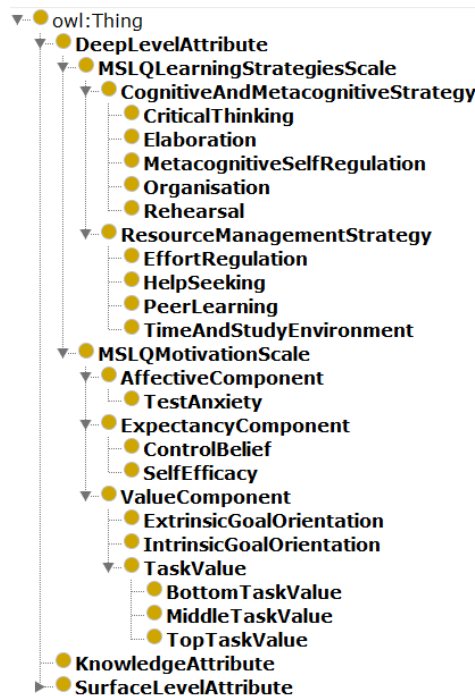 owl:Thing
DeepLevelAttribute
MSLQLearningStrategiesScale
CognitiveAndMetacognitiveStrategy
CriticalThinking
Elaboration
MetacognitiveSelfRegulation
Organisation
Rehearsal
ResourceManagementStrategy
EffortRegulation
HelpSeeking
PeerLearning
TimeAndStudyEnvironment
MSLQMotivationScale
AffectiveComponent
TestAnxiety
ExpectancyComponent
ControlBelief
SelfEfficacy
ValueComponent
ExtrinsicGoalOrientation
IntrinsicGoalOrientation
TaskValue
BottomTaskValue
MiddleTaskValue
TopTaskValue
KnowledgeAttribute
SurfaceLevelAttribute